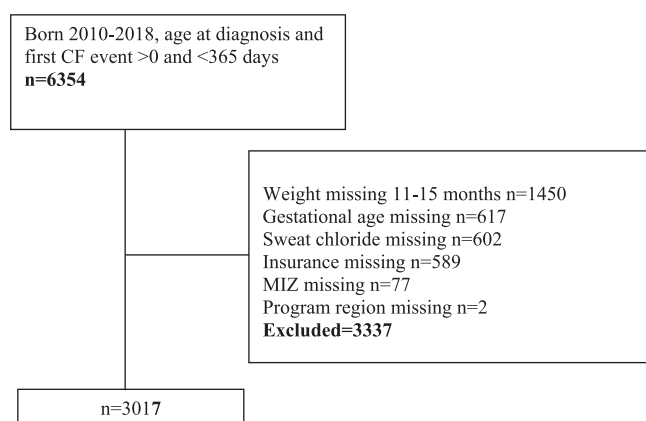 Born 2010-2018, age at diagnosis and
first CF event >0 and <365 days
n=6354
Weight missing 11-15 months n=1450
Gestational age missing n=617
Sweat chloride missing n=602
Insurance missing n=589
MIZ missing n=77
Program region missing n=2
Excluded=3337
n=3017